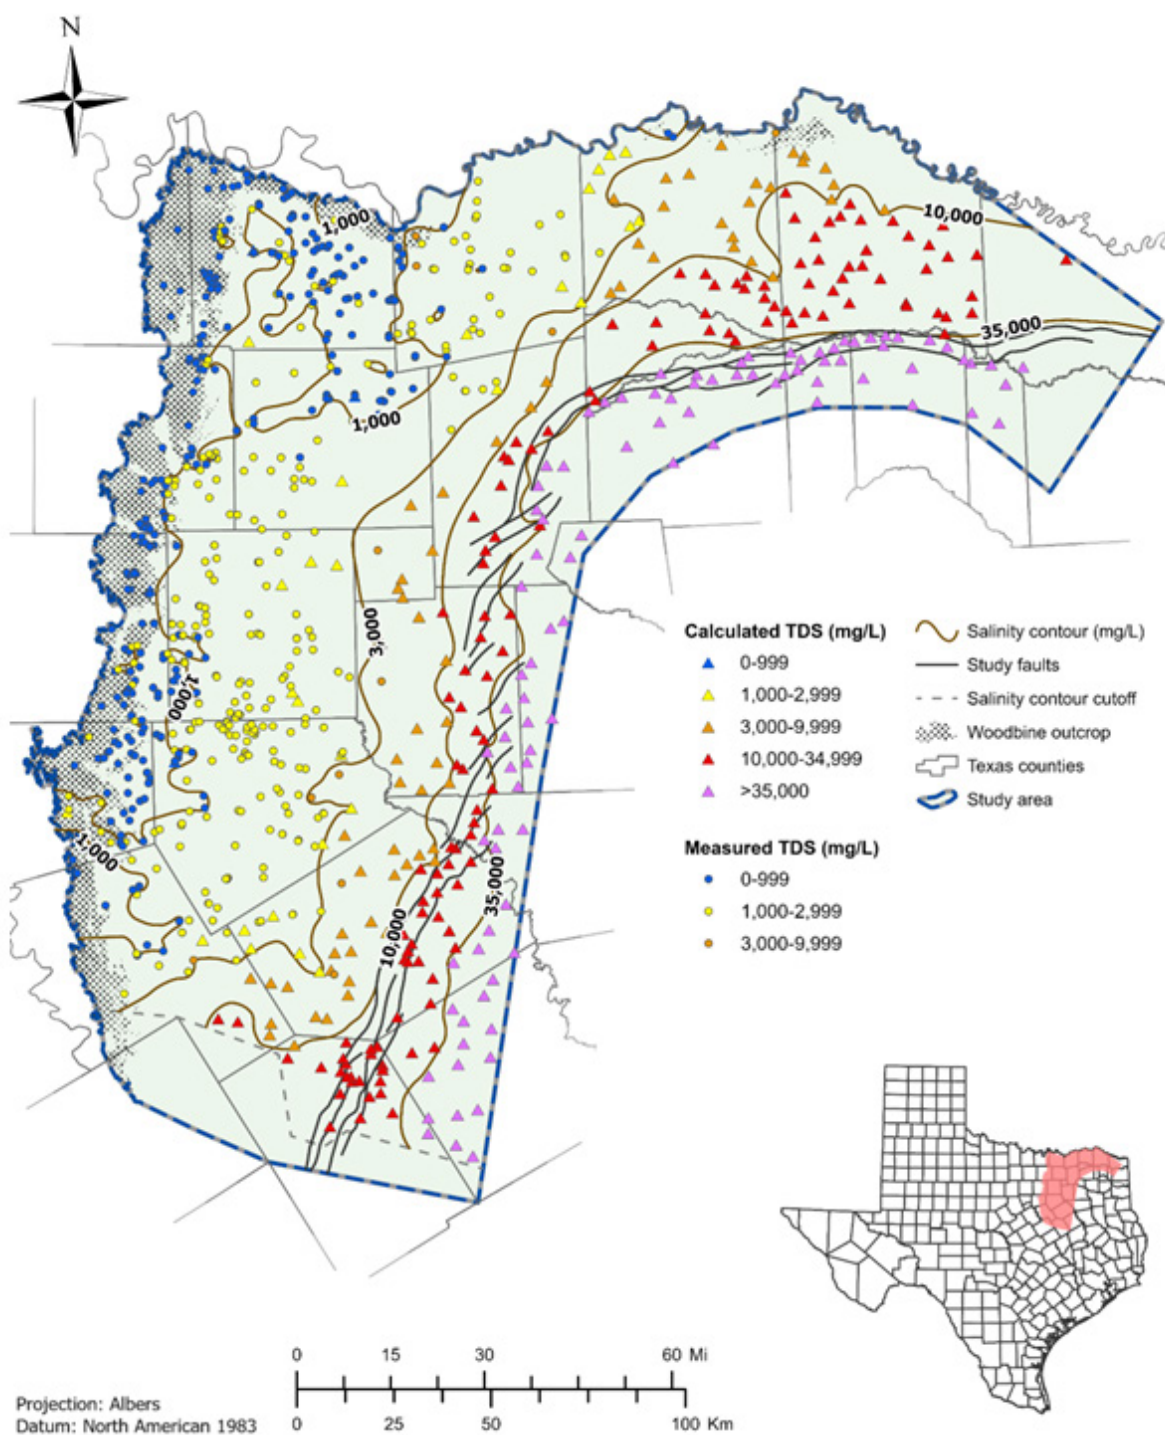 N
1,000
10,000
35,000
1,000
3,000
1,000
1,000
10,000
35,000
Calculated TDS (mg/L)
0-999
1,000-2,999
3,000-9,999
10,000-34,999
>35,000
Measured TDS (mg/L)
0-999
1,000-2,999
3,000-9,999
Salinity contour (mg/L)
Study faults
Salinity contour cutoff
Woodbine outcrop
Texas counties
Study area
0 15 30 60 Mi
0 25 50 100 Km
Projection: Albers
Datum: North American 1983